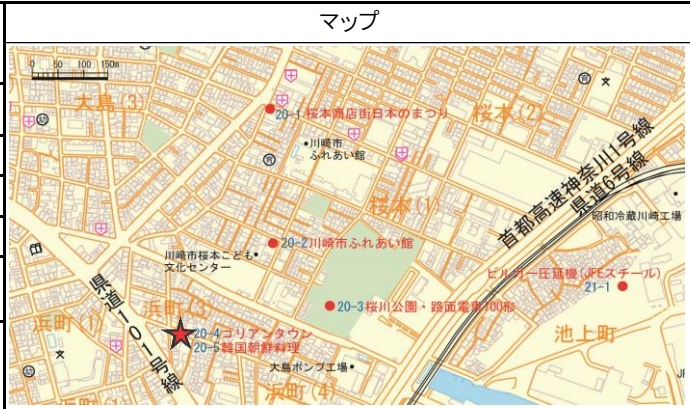 マップ
0 50 100 150m
大島(3)
20-1 桜本商店街日本のまつり
桜本(2)
川崎市
ふれあい館
首都高速神奈川1号線
県道6号線
桜本(1)
昭和冷蔵川崎工場
20-2 川崎市ふれあい館
川崎市桜本こども
文化センター
ピルガー圧延機(JFEスチール)
21-1
県道101号線
浜町(3)
20-3 桜川公園・路面電車700形
浜町(1)
20-4 コリアンタウン
20-5 韓国朝鮮料理
池上町
大島ポンプ工場
浜町(4)